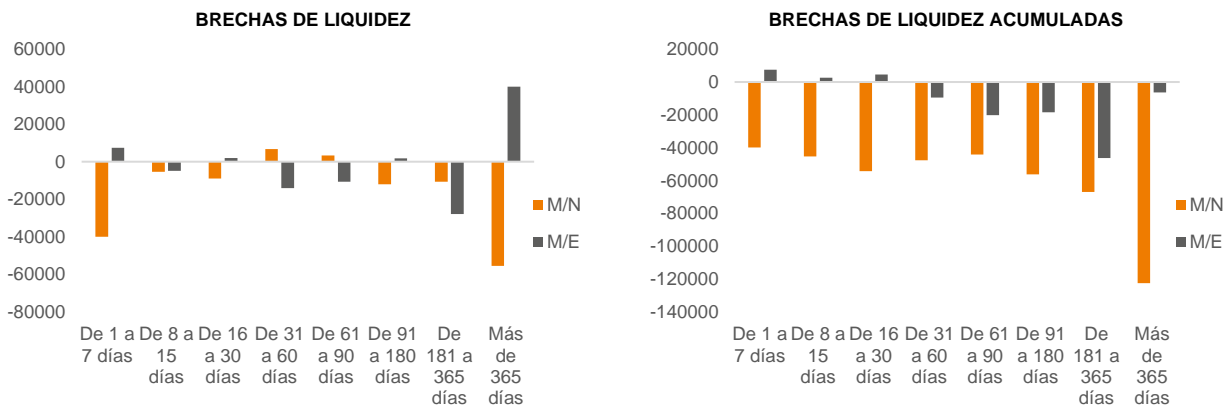 BRECHAS DE LIQUIDEZ
60000
40000
20000
0
-20000
-40000
-60000
-80000
De 1 a
7 días
De 8 a
15
días
De 16
a 30
días
De 31
a 60
días
De 61
a 90
días
De 91
a 180
días
De
181 a
365
días
Más
de
365
días
M/N
M/E
BRECHAS DE LIQUIDEZ ACUMULADAS
20000
0
-20000
-40000
-60000
-80000
-100000
-120000
-140000
De 1 a
7 días
De 8 a
15
días
De 16
a 30
días
De 31
a 60
días
De 61
a 90
días
De 91
a 180
días
De
181 a
365
días
Más
de
365
días
M/N
M/E